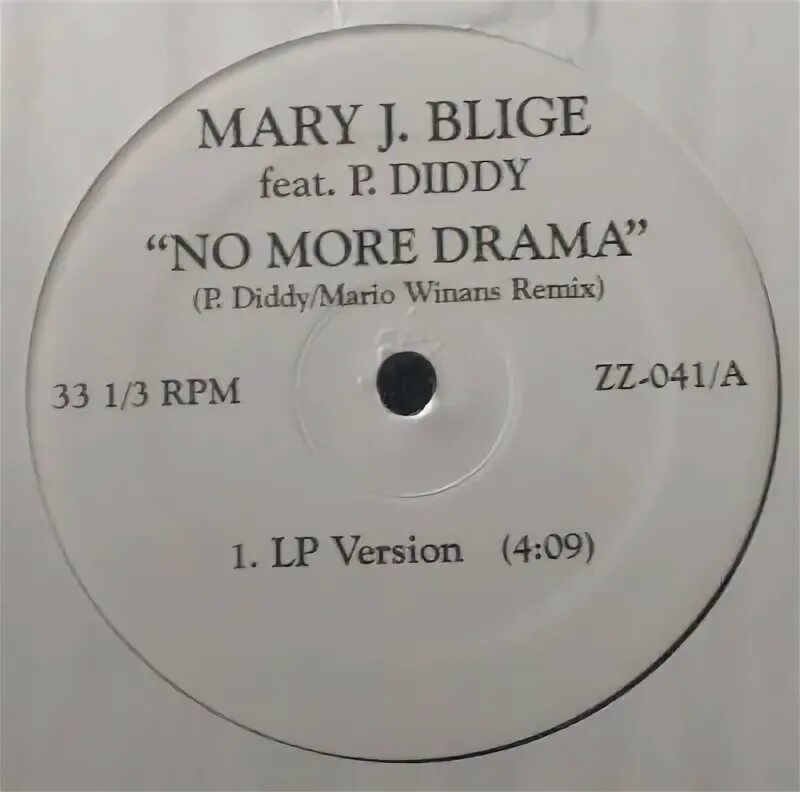 MARY J. BLIGE
feat. P. DIDDY
“NO MORE DRAMA”
(P. Diddy/Mario Winans Remix)
33 1/3 RPM
ZZ-041/A
1. LP Version (4:09)